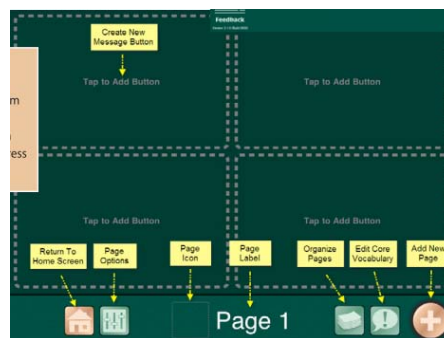 Feedback
Create New
Message Button
Tap to Add Button
Tap to Add Button
m
ress
Tap to Add Button
Tap to Add Button
Return To
Home Screen
Page
Options
Page
Icon
Page
Label
Organize
Pages
Edit Core
Vocabulary
Add New
Page
Page 1